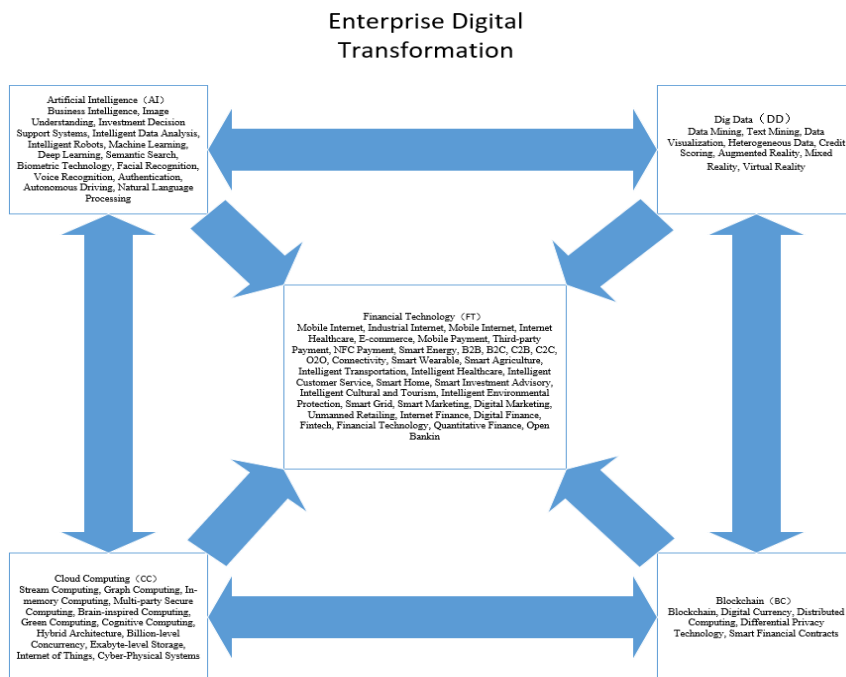 Enterprise Digital
Transformation
Artificial Intelligence（AI）
Business Intelligence, Image
Understanding, Investment Decision
Support Systems, Intelligent Data Analysis,
Intelligent Robots, Machine Learning,
Deep Learning, Semantic Search,
Biometric Technology, Facial Recognition,
Voice Recognition, Authentication,
Autonomous Driving, Natural Language
Processing
Dig Data（DD）
Data Mining, Text Mining, Data
Visualization, Heterogeneous Data, Credit
Scoring, Augmented Reality, Mixed
Reality, Virtual Reality
Financial Technology（FT）
Mobile Internet, Industrial Internet, Mobile Internet, Internet
Healthcare, E-commerce, Mobile Payment, Third-party
Payment, NFC Payment, Smart Energy, B2B, B2C, C2B, C2C,
O2O, Connectivity, Smart Wearable, Smart Agriculture,
Intelligent Transportation, Intelligent Healthcare, Intelligent
Customer Service, Smart Home, Smart Investment Advisory,
Intelligent Cultural and Tourism, Intelligent Environmental
Protection, Smart Grid, Smart Marketing, Digital Marketing,
Unmanned Retailing, Internet Finance, Digital Finance,
Fintech, Financial Technology, Quantitative Finance, Open
Bankin
Cloud Computing（CC）
Stream Computing, Graph Computing, In-
memory Computing, Multi-party Secure
Computing, Brain-inspired Computing,
Green Computing, Cognitive Computing,
Hybrid Architecture, Billion-level
Concurrency, Exabyte-level Storage,
Internet of Things, Cyber-Physical Systems
Blockchain（BC）
Blockchain, Digital Currency, Distributed
Computing, Differential Privacy
Technology, Smart Financial Contracts